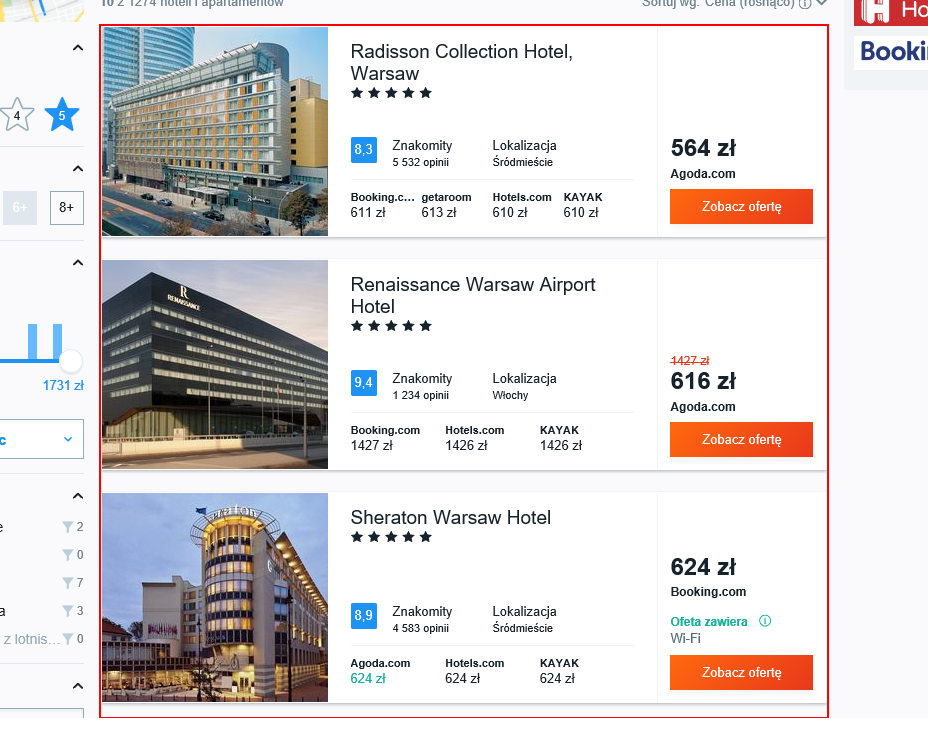 10 z 1274 hoteli i apartamentów
Sortuj wg: Cena (rosnąco)
4
5
6+
8+
1731 zł
c
e
2
0
7
a
3
z lotnis...
0
Radisson Collection Hotel,
Warsaw
8,3
Znakomity
5 532 opinii
Lokalizacja
Śródmieście
Booking.c... getaroom Hotels.com KAYAK
611 zł 613 zł 610 zł 610 zł
564 zł
Agoda.com
Zobacz ofertę
R
RENAISSANCE
Renaissance Warsaw Airport
Hotel
9,4
Znakomity
1 234 opinii
Lokalizacja
Włochy
Booking.com Hotels.com KAYAK
1427 zł 1426 zł 1426 zł
1427 zł
616 zł
Agoda.com
Zobacz ofertę
Sheraton Warsaw Hotel
8,9
Znakomity
4 583 opinii
Lokalizacja
Śródmieście
Agoda.com Hotels.com KAYAK
624 zł 624 zł 624 zł
624 zł
Booking.com
Ofeta zawiera
Wi-Fi
Zobacz ofertę
H Ho
Booki